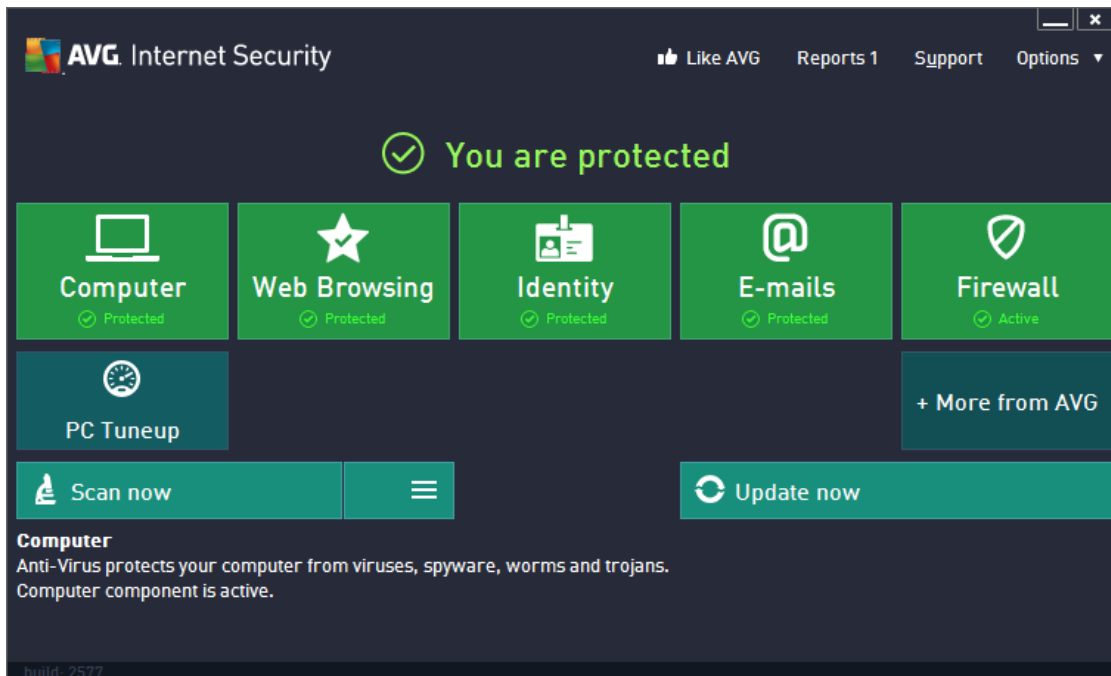 AVG. Internet Security
Like AVG Reports 1 Support Options
You are protected
Computer Web Browsing Identity E-mails Firewall
Protected Protected Protected Protected Active
PC Tuneup + More from AVG
Scan now Update now
Computer
Anti-Virus protects your computer from viruses, spyware, worms and trojans.
Computer component is active.
build: 2577